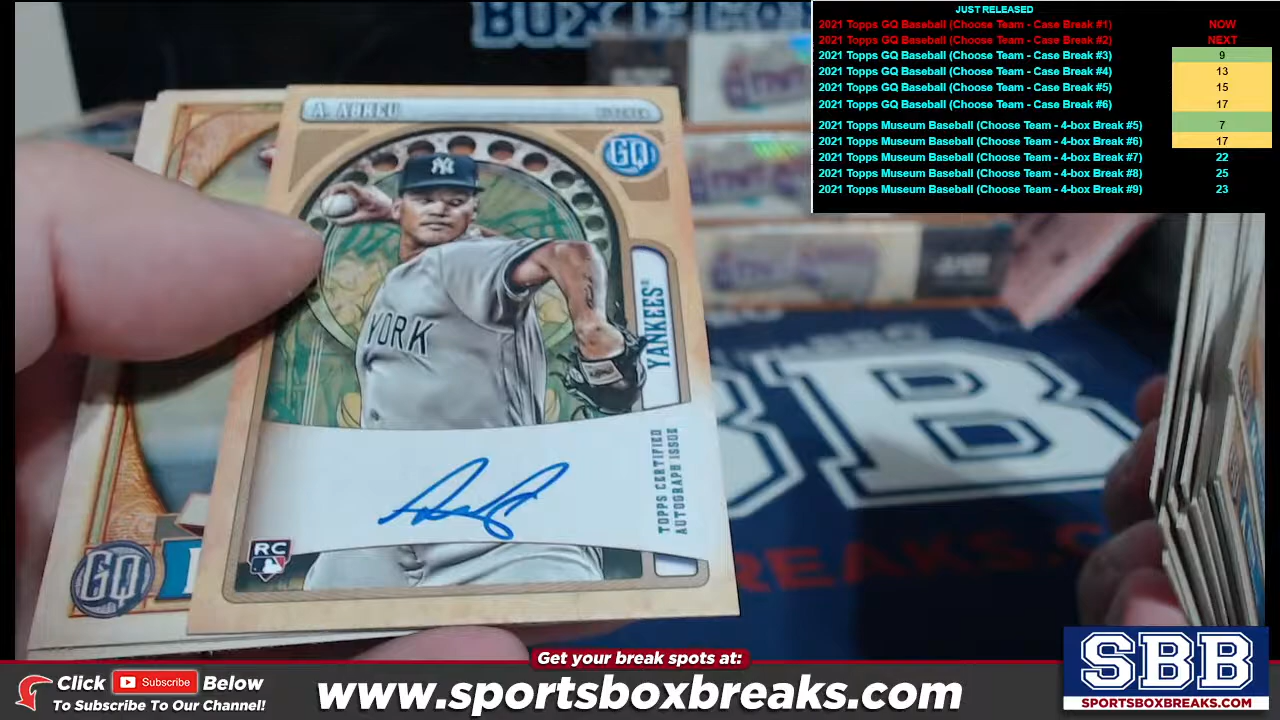 JUST RELEASED
2021 Topps GQ Baseball (Choose Team - Case Break #1) NOW
2021 Topps GQ Baseball (Choose Team - Case Break #2) NEXT
2021 Topps GQ Baseball (Choose Team - Case Break #3) 9
2021 Topps GQ Baseball (Choose Team - Case Break #4) 13
2021 Topps GQ Baseball (Choose Team - Case Break #5) 15
2021 Topps GQ Baseball (Choose Team - Case Break #6) 17
2021 Topps Museum Baseball (Choose Team - 4-box Break #5) 7
2021 Topps Museum Baseball (Choose Team - 4-box Break #6) 17
2021 Topps Museum Baseball (Choose Team - 4-box Break #7) 22
2021 Topps Museum Baseball (Choose Team - 4-box Break #8) 25
2021 Topps Museum Baseball (Choose Team - 4-box Break #9) 23
A. ABREU
PITCHER
GQ
NY
YORK
YANKEES®
TOPPS CERTIFIED
AUTOGRAPH ISSUE
RC
GQ
B
REAKS.C
Get your break spots at:
Click Subscribe Below
To Subscribe To Our Channel!
www.sportsboxbreaks.com
SBB
SPORTSBOXBREAKS.COM